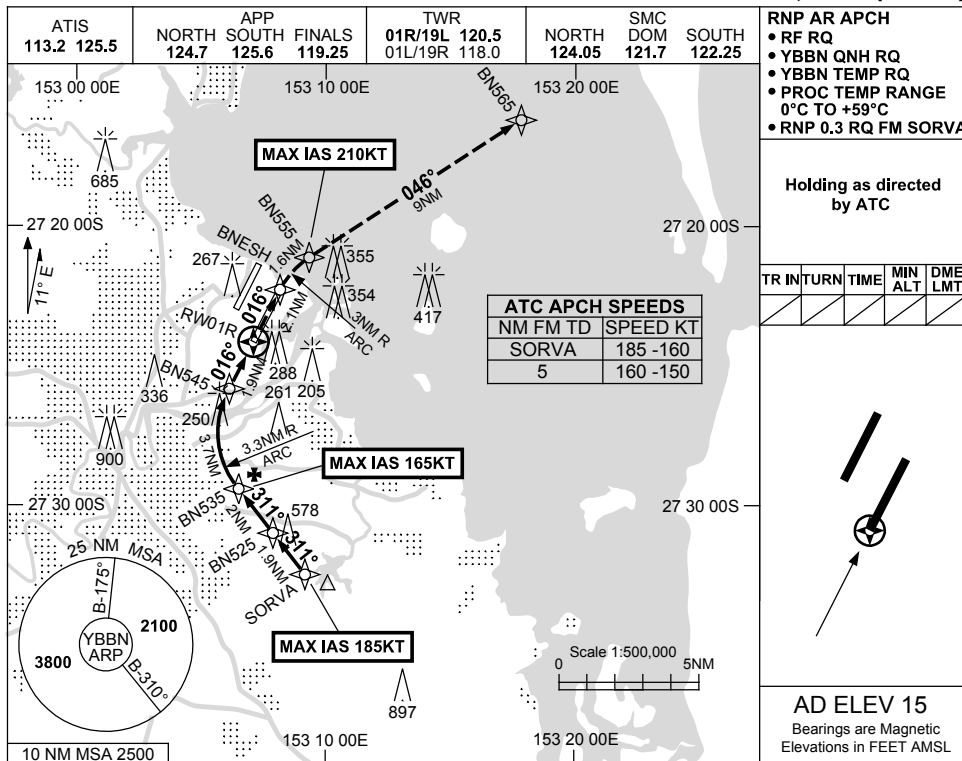 ATIS
113.2 125.5
APP
NORTH SOUTH FINALS
124.7 125.6 119.25
TWR
01R/19L 120.5
01L/19R 118.0
SMC
NORTH DOM SOUTH
124.05 121.7 122.25
RNP AR APCH
• RF RQ
• YBBN QNH RQ
• YBBN TEMP RQ
• PROC TEMP RANGE
0°C TO +59°C
• RNP 0.3 RQ FM SORVA
Holding as directed
by ATC
TR IN TURN TIME MIN ALT DME LMT
153 00 00E
153 10 00E
153 20 00E
BN565
685
MAX IAS 210KT
046°
9NM
27 20 00S
27 20 00S
11° E
BN555
BNESH
1.6NM
267
355
354
417
016°
2.1NM
.3NM R
ARC
RW01R
ATC APCH SPEEDS
NM FM TD SPEED KT
SORVA 185 -160
5 160 -150
016°
1.9NM
288
205
261
BN545
336
250
900
3.7NM
3.3NM R
ARC
MAX IAS 165KT
27 30 00S
27 30 00S
BN535
311°
2NM
578
BN525
311°
1.9NM
SORVA
MAX IAS 185KT
25 NM MSA
B-175°
2100
YBBN
ARP
3800
B-310°
10 NM MSA 2500
897
Scale 1:500,000
0 5NM
153 10 00E
153 20 00E
AD ELEV 15
Bearings are Magnetic
Elevations in FEET AMSL